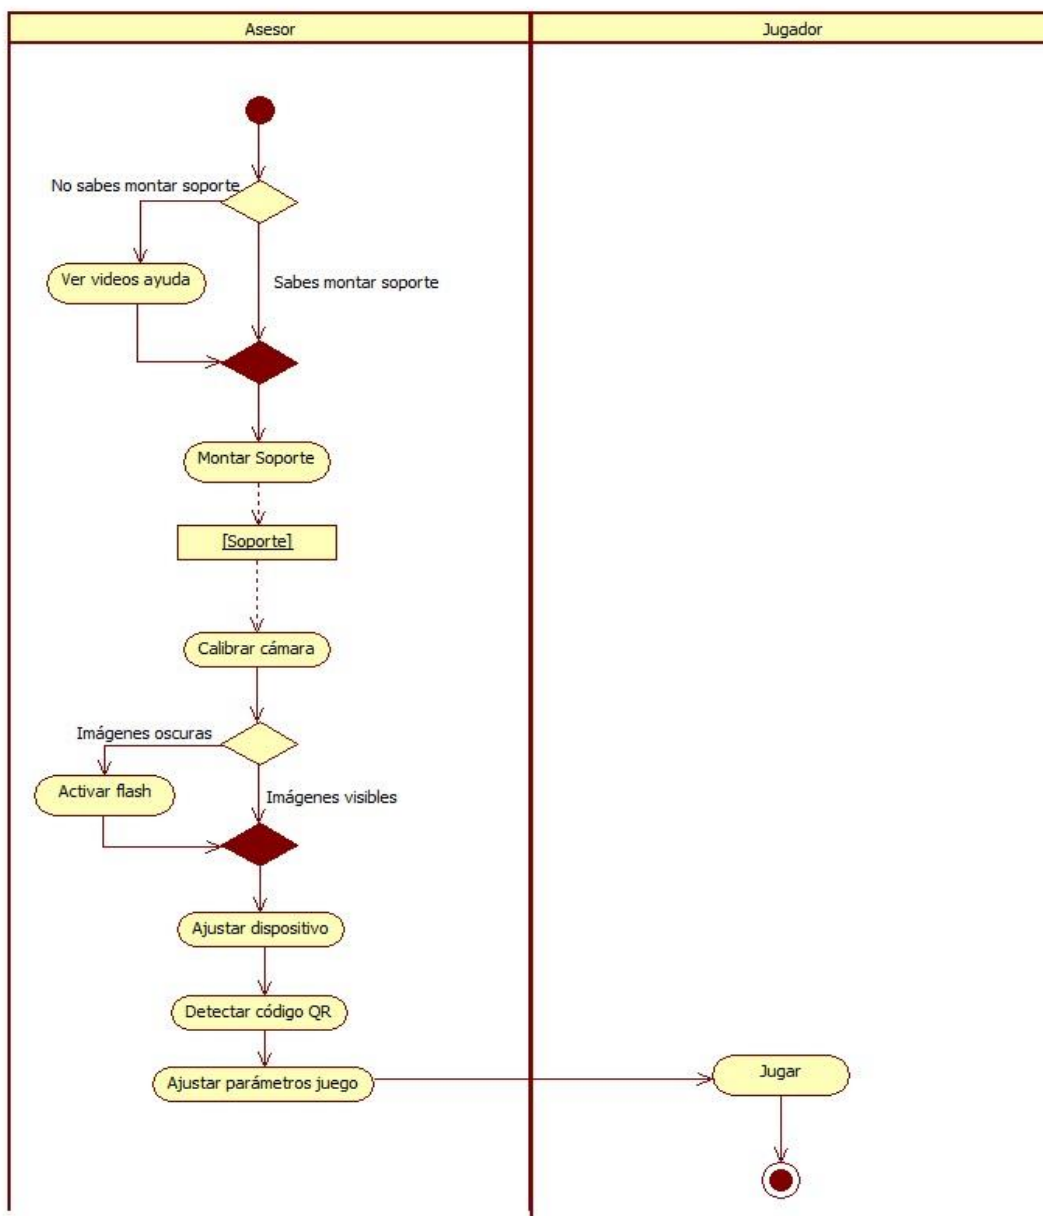 Asesor
Jugador
No sabes montar soporte
Ver videos ayuda
Sabes montar soporte
Montar Soporte
[Soporte]
Calibrar cámara
Imágenes oscuras
Activar flash
Imágenes visibles
Ajustar dispositivo
Detectar código QR
Ajustar parámetros juego
Jugar